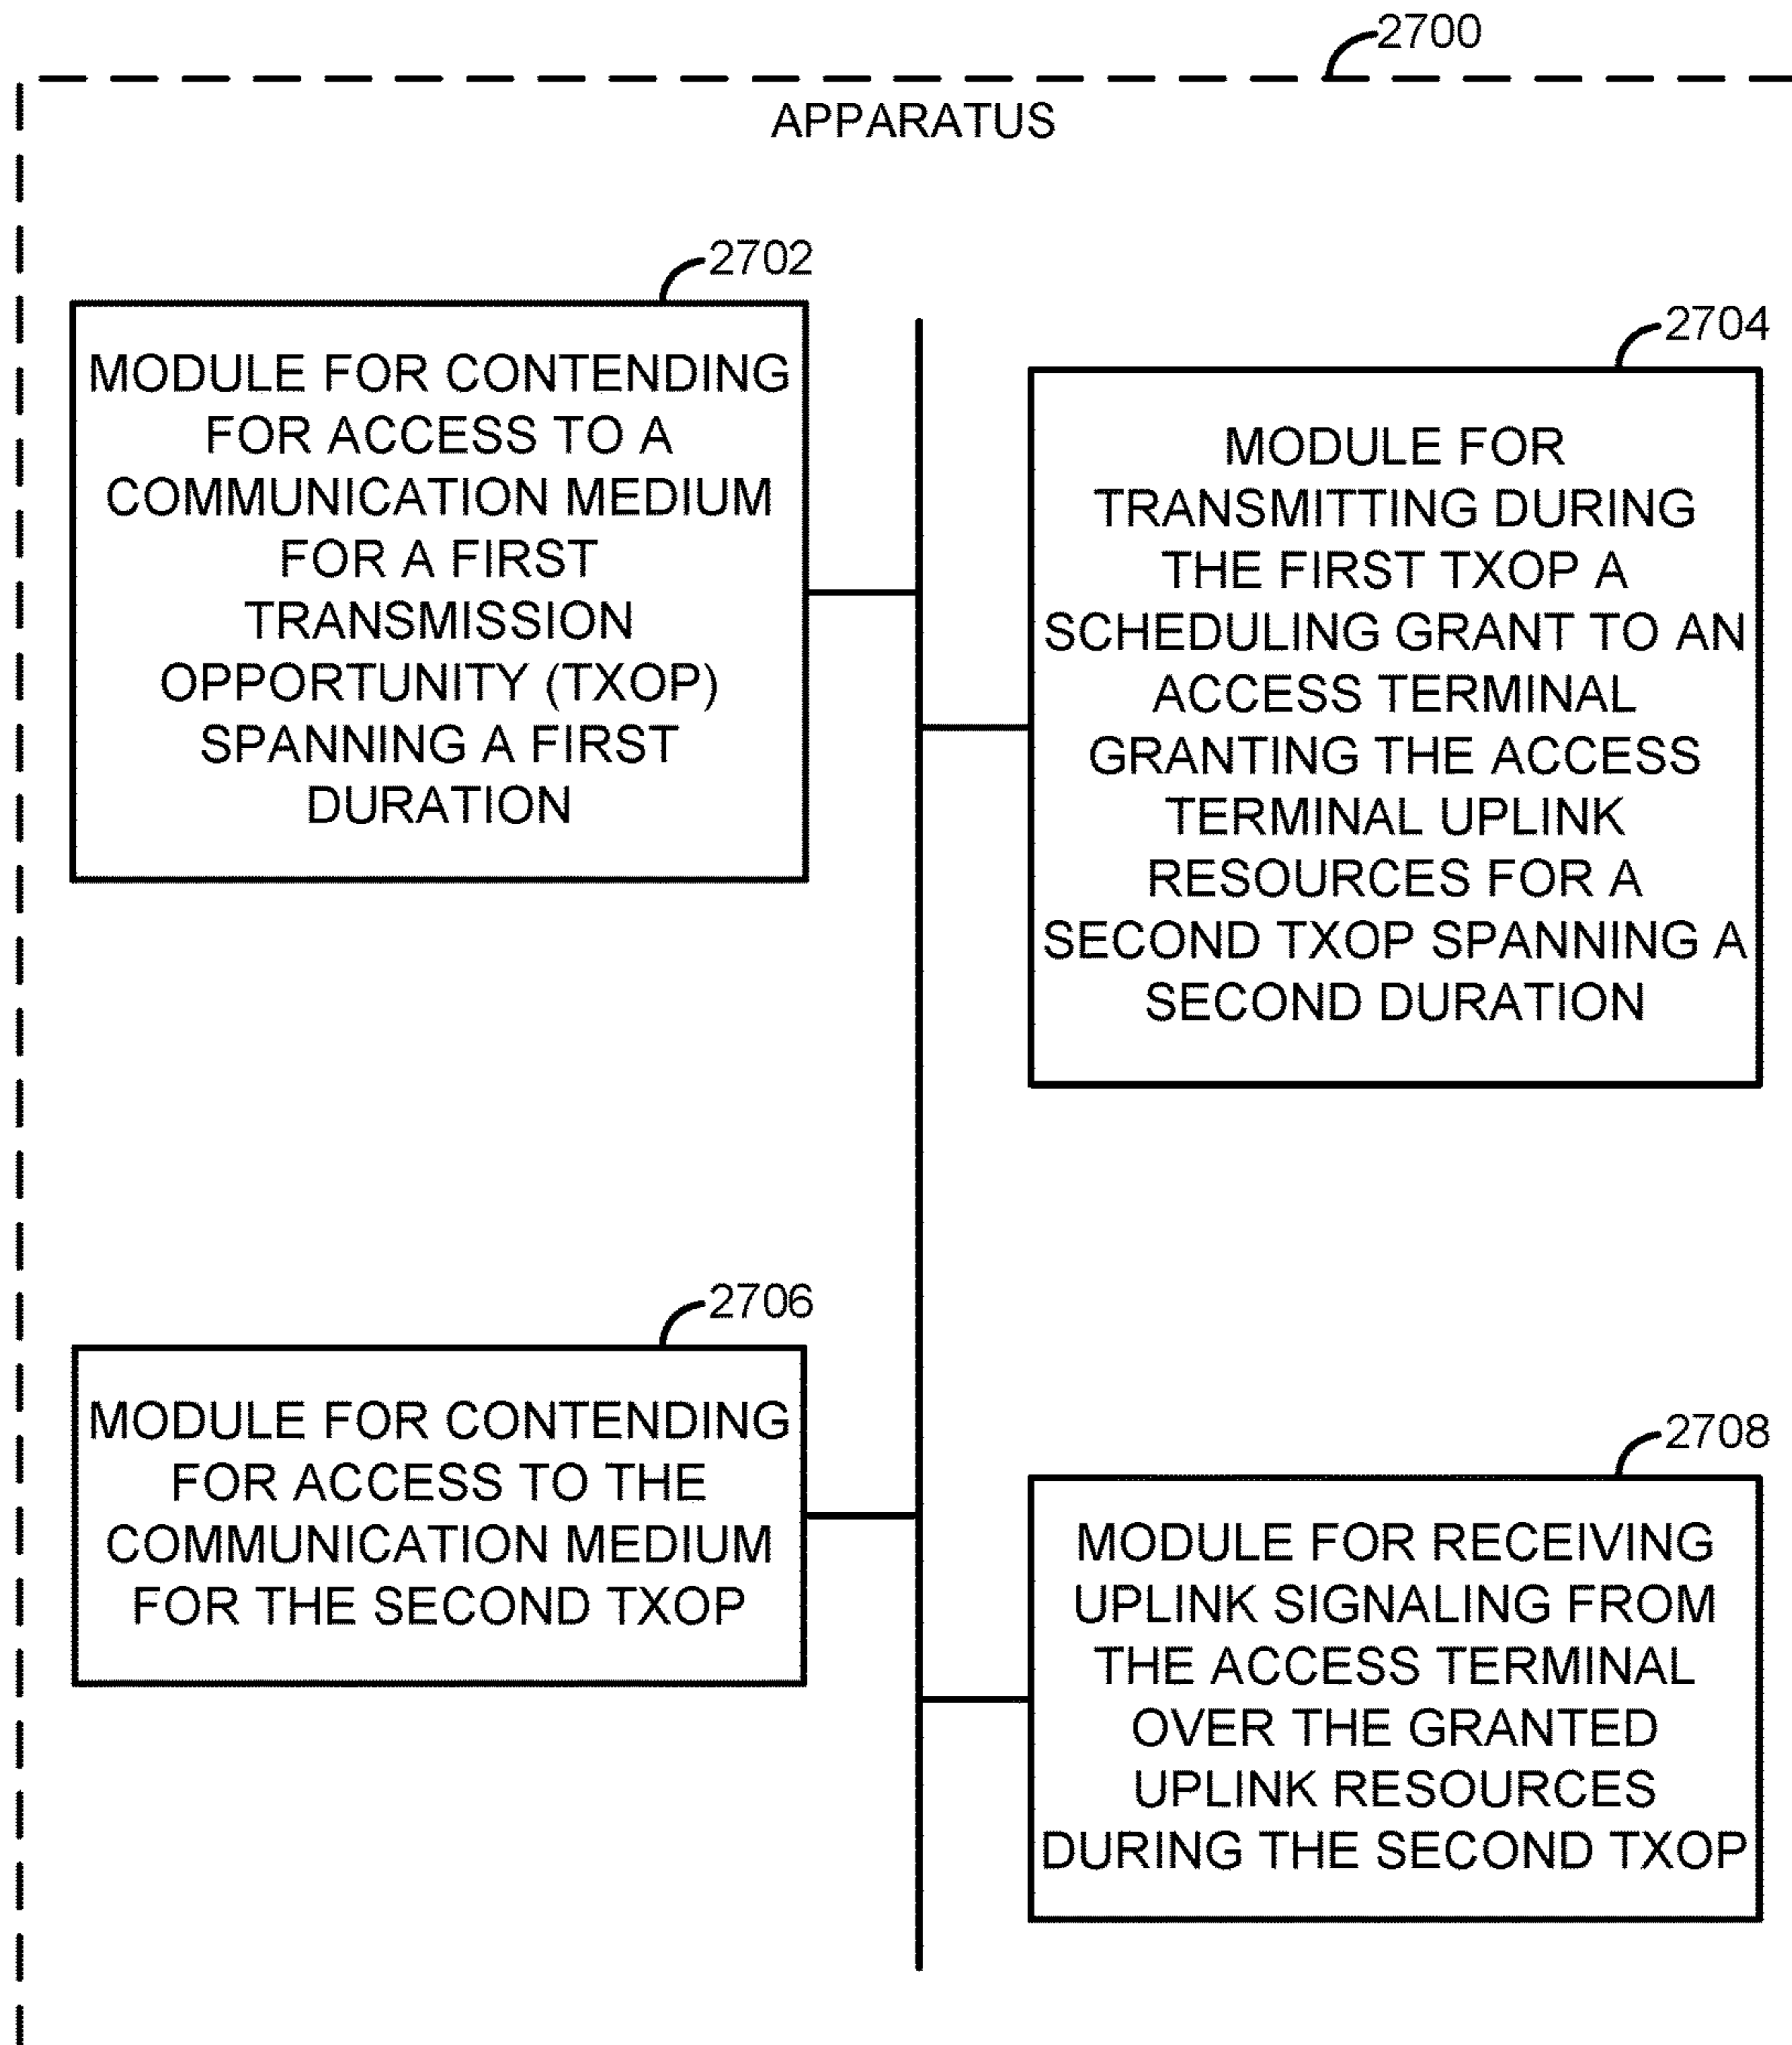 2700
APPARATUS
2702
MODULE FOR CONTENDING
FOR ACCESS TO A
COMMUNICATION MEDIUM
FOR A FIRST
TRANSMISSION
OPPORTUNITY (TXOP)
SPANNING A FIRST
DURATION
2704
MODULE FOR
TRANSMITTING DURING
THE FIRST TXOP A
SCHEDULING GRANT TO AN
ACCESS TERMINAL
GRANTING THE ACCESS
TERMINAL UPLINK
RESOURCES FOR A
SECOND TXOP SPANNING A
SECOND DURATION
2706
MODULE FOR CONTENDING
FOR ACCESS TO THE
COMMUNICATION MEDIUM
FOR THE SECOND TXOP
2708
MODULE FOR RECEIVING
UPLINK SIGNALING FROM
THE ACCESS TERMINAL
OVER THE GRANTED
UPLINK RESOURCES
DURING THE SECOND TXOP